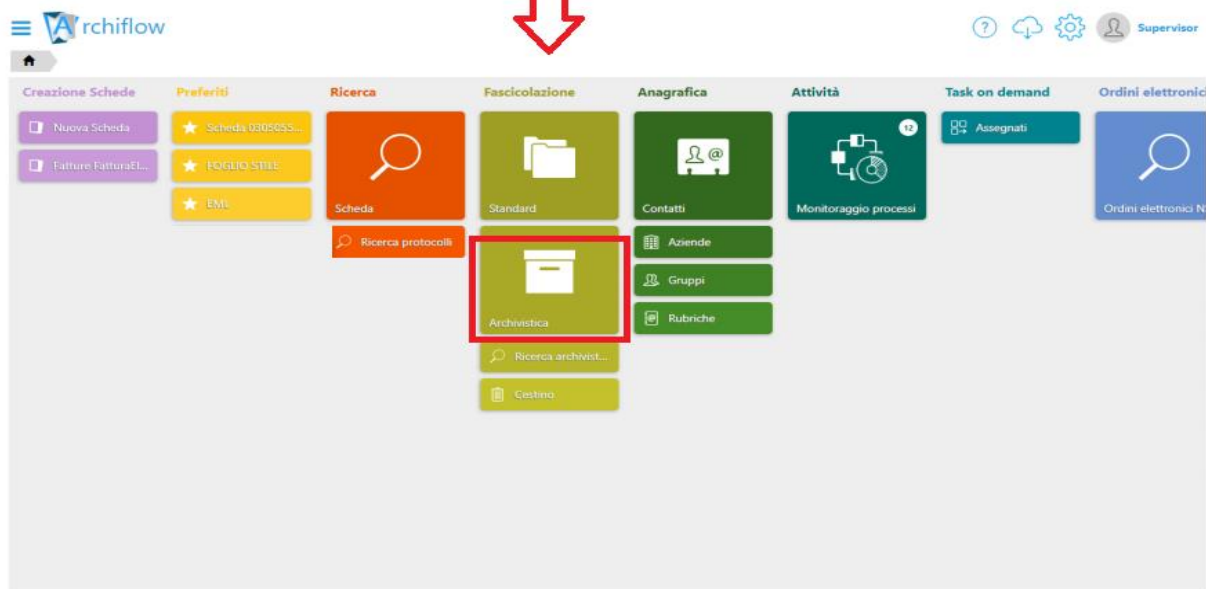 Archiflow
Supervisor
Creazione Schede
Nuova Scheda
Fatture FatturaEl...
Preferiti
Scheda 0305055...
FOGLIO STILE
EML
Ricerca
Scheda
Ricerca protocolli
Fascicolazione
Standard
Archivistica
Ricerca archivist...
Cestino
Anagrafica
Contatti
Aziende
Gruppi
Rubriche
Attività
12
Monitoraggio processi
Task on demand
Assegnati
Ordini elettronici
Ordini elettronici N